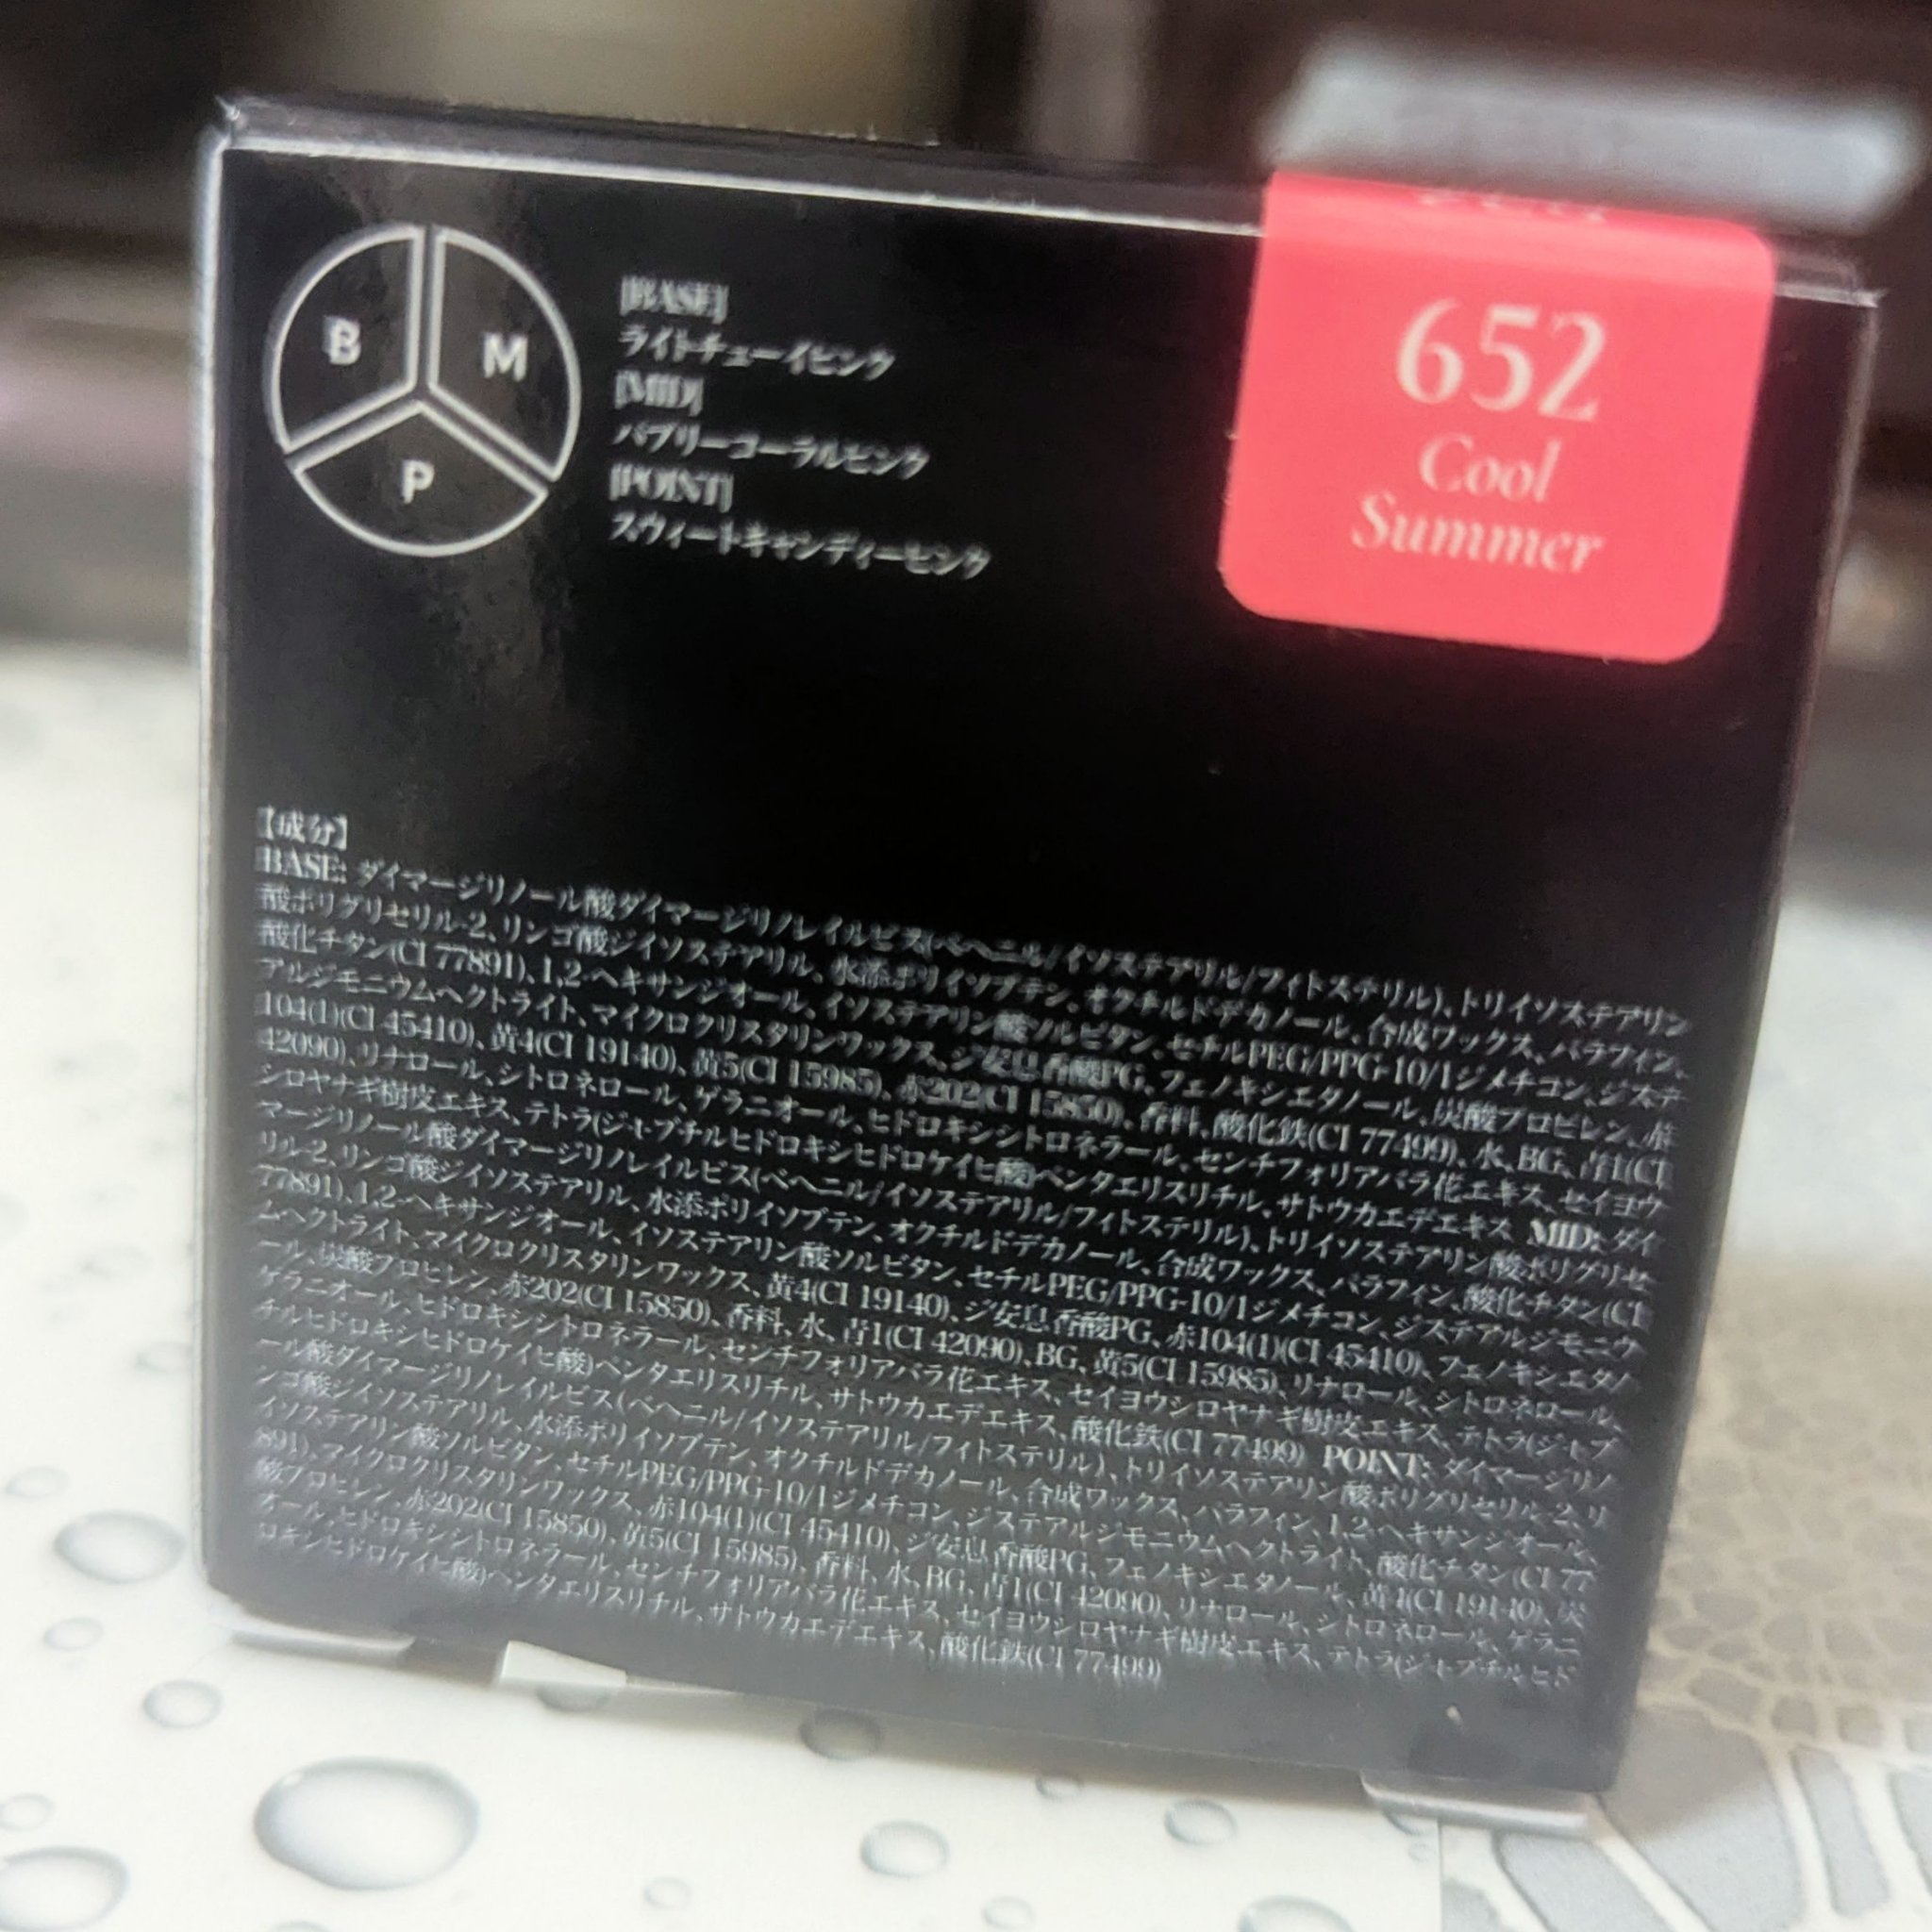 B
M
P
[BASE]
ライトチューイピンク
[MID]
バブリーコーラルピンク
[POINT]
スウィートキャンディーピンク
652
Cool
Summer
【成分】
BASE: ダイマージリノール酸ダイマージリノレイルビス(ベヘニル/イソステアリル/フィトステリル)、トリイソステアリン
酸ポリグリセリル-2、リンゴ酸ジイソステアリル、水添ポリイソブテン、オクチルドデカノール、合成ワックス、パラフィン、
酸化チタン(CI 77891)、1,2-ヘキサンジオール、イソステアリン酸ソルビタン、セチルPEG/PPG-10/1ジメチコン、ジステ
アルジモニウムヘクトライト、マイクロクリスタリンワックス、ジ安息香酸PG、フェノキシエタノール、炭酸プロピレン、赤
104(1)(CI 45410)、黄4(CI 19140)、黄5(CI 15985)、赤202(CI 15850)、香料、酸化鉄(CI 77499)、水、BG、青1(CI
42090)、リナロール、シトロネロール、ゲラニオール、ヒドロキシシトロネラール、センチフォリアバラ花エキス、セイヨウ
シロヤナギ樹皮エキス、テトラ(ジ-t-ブチルヒドロキシヒドロケイヒ酸)ペンタエリスリチル、サトウカエデエキス MID: ダイ
マージリノール酸ダイマージリノレイルビス(ベヘニル/イソステアリル/フィトステリル)、トリイソステアリン酸ポリグリセ
リル-2、リンゴ酸ジイソステアリル、水添ポリイソブテン、オクチルドデカノール、合成ワックス、パラフィン、酸化チタン(CI
77891)、1,2-ヘキサンジオール、イソステアリン酸ソルビタン、セチルPEG/PPG-10/1ジメチコン、ジステアルジモニウ
ムヘクトライト、マイクロクリスタリンワックス、黄4(CI 19140)、ジ安息香酸PG、赤104(1)(CI 45410)、フェノキシエタノ
ール、炭酸プロピレン、赤202(CI 15850)、香料、水、青1(CI 42090)、BG、黄5(CI 15985)、リナロール、シトロネロール、
ゲラニオール、ヒドロキシシトロネラール、センチフォリアバラ花エキス、セイヨウシロヤナギ樹皮エキス、テトラ(ジ-t-ブ
チルヒドロキシヒドロケイヒ酸)ペンタエリスリチル、サトウカエデエキス、酸化鉄(CI 77499) POINT: ダイマージリノ
ール酸ダイマージリノレイルビス(ベヘニル/イソステアリル/フィトステリル)、トリイソステアリン酸ポリグリセリル-2、リ
ンゴ酸ジイソステアリル、水添ポリイソブテン、オクチルドデカノール、合成ワックス、パラフィン、1,2-ヘキサンジオール、
イソステアリン酸ソルビタン、セチルPEG/PPG-10/1ジメチコン、ジステアルジモニウムヘクトライト、酸化チタン(CI 77
891)、マイクロクリスタリンワックス、赤104(1)(CI 45410)、ジ安息香酸PG、フェノキシエタノール、黄4(CI 19140)、炭
酸プロピレン、赤202(CI 15850)、黄5(CI 15985)、香料、水、BG、青1(CI 42090)、リナロール、シトロネロール、ゲラニ
オール、ヒドロキシシトロネラール、センチフォリアバラ花エキス、セイヨウシロヤナギ樹皮エキス、テトラ(ジ-t-ブチルヒド
ロキシヒドロケイヒ酸)ペンタエリスリチル、サトウカエデエキス、酸化鉄(CI 77499)